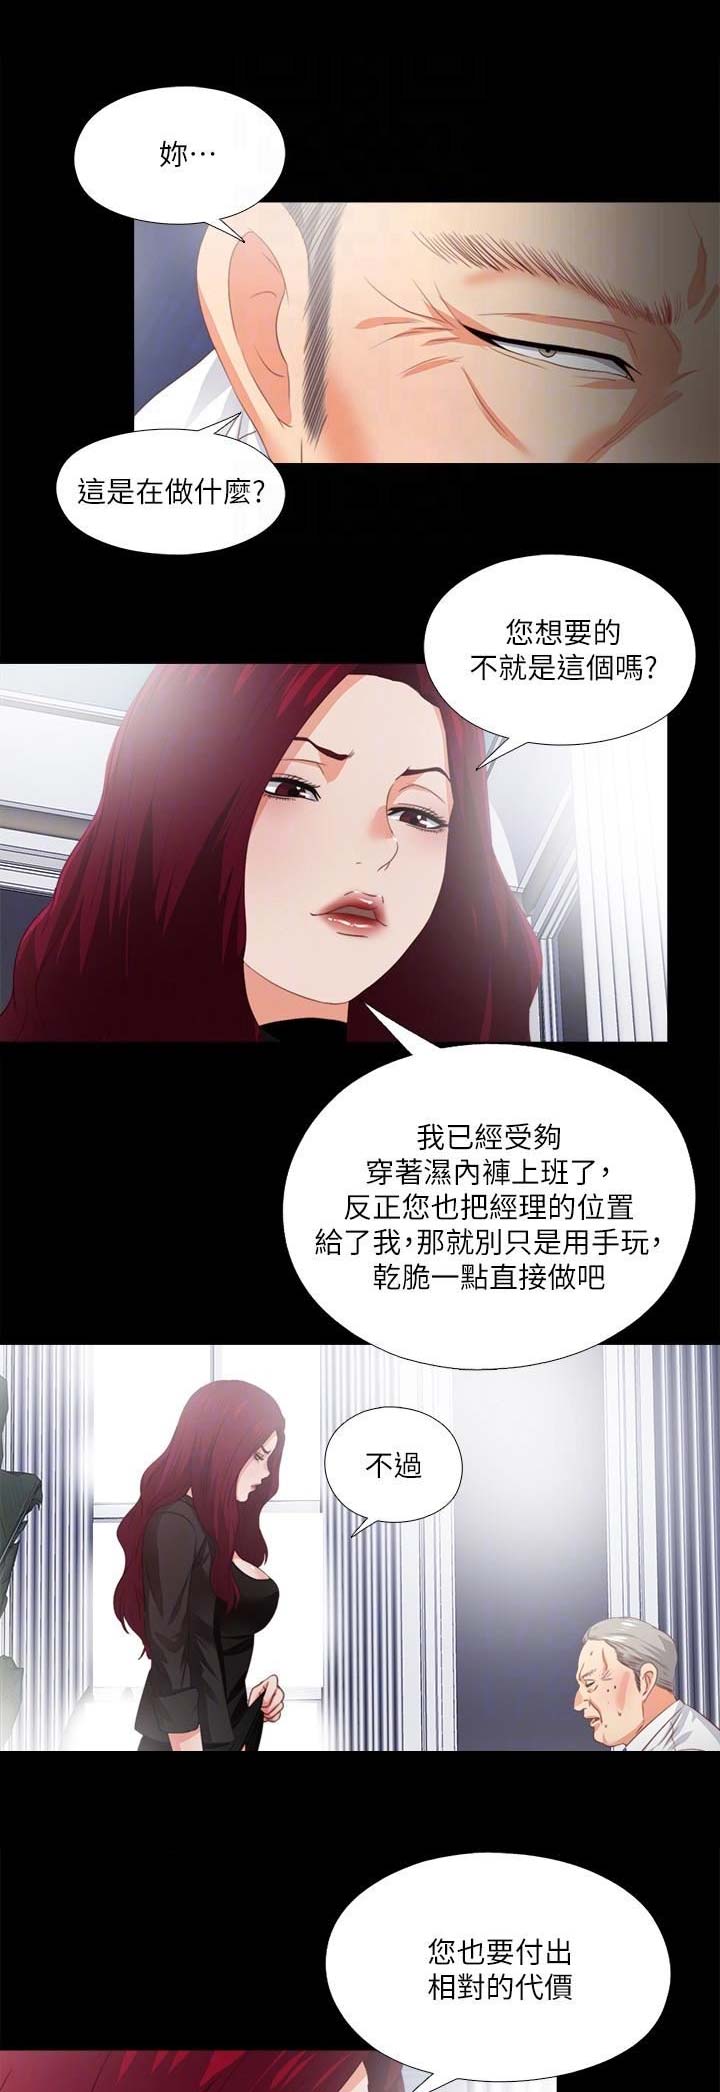 妳…
這是在做什麼?
您想要的
不就是這個嗎?
我已經受夠
穿著濕內褲上班了,
反正您也把經理的位置
給了我,那就別只是用手玩,
乾脆一點直接做吧
不過
您也要付出
相對的代價